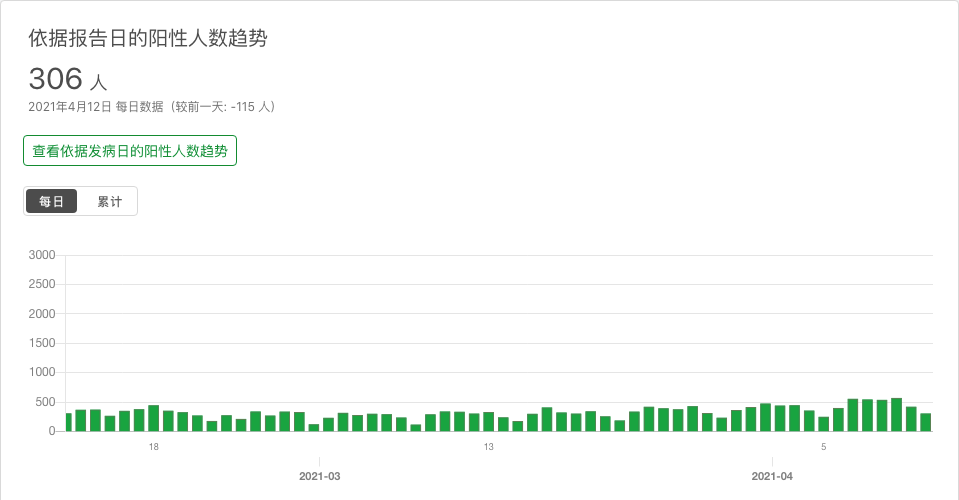 依据报告日的阳性人数趋势
306 人
2021年4月12日 每日数据（较前一天: -115 人）
查看依据发病日的阳性人数趋势
每日 累计
3000
2500
2000
1500
1000
500
0
18 13 5
2021-03 2021-04